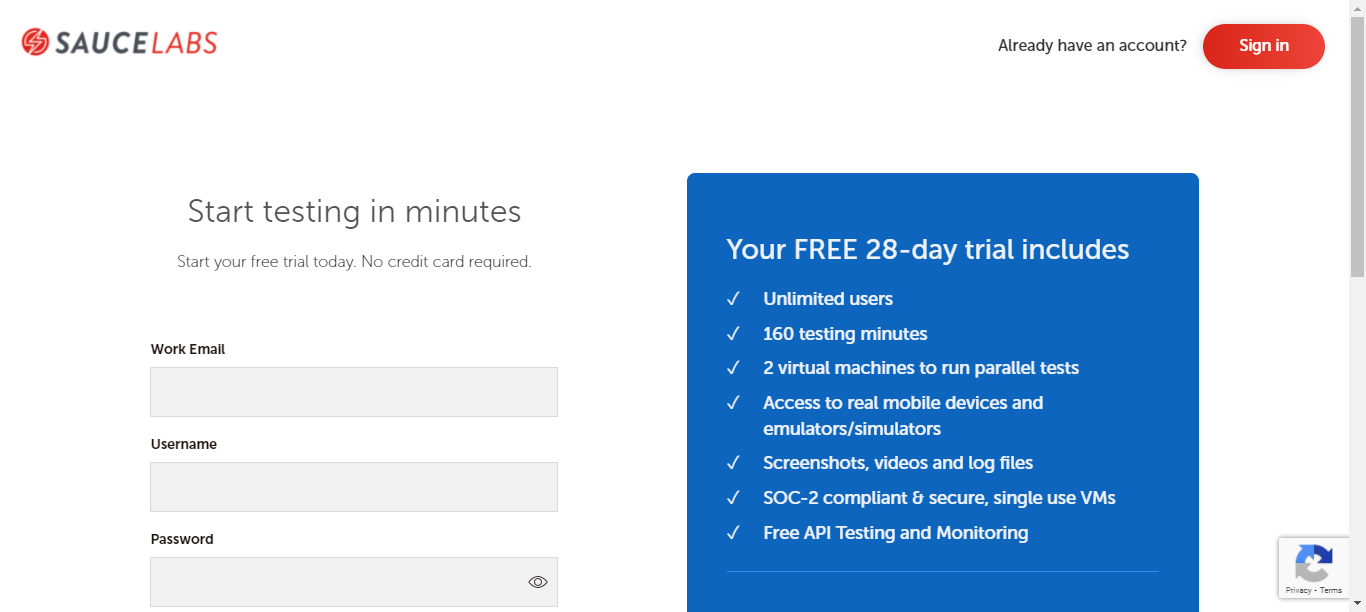 SAUCELABS
Already have an account?
Sign in
Start testing in minutes
Start your free trial today. No credit card required.
Work Email
Username
Password
Your FREE 28-day trial includes
Unlimited users
160 testing minutes
2 virtual machines to run parallel tests
Access to real mobile devices and
emulators/simulators
Screenshots, videos and log files
SOC-2 compliant & secure, single use VMs
Free API Testing and Monitoring
Privacy - Terms